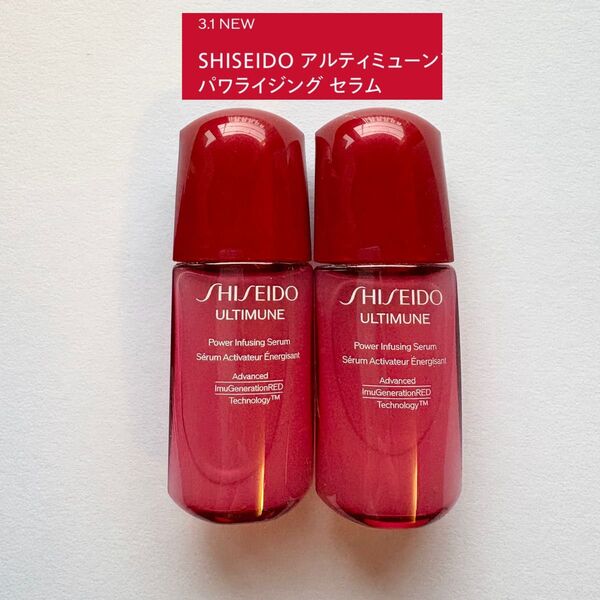 3.1 NEW
SHISEIDO アルティミューン
パワライジング セラム
SHISEIDO SHISEIDO
ULTIMUNE ULTIMUNE
Power Infusing Serum Power Infusing Serum
Sérum Activateur Énergisant Sérum Activateur Énergisant
Advanced Advanced
ImuGenerationRED ImuGenerationRED
Technology™ Technology™